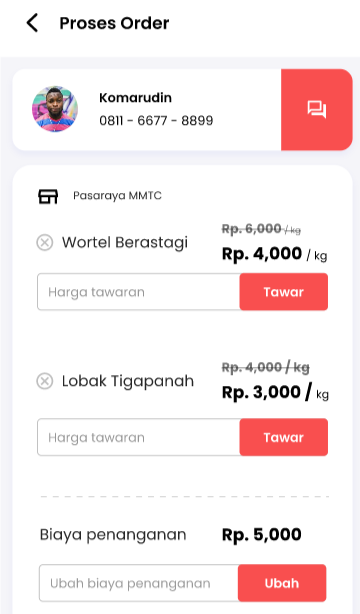 Proses Order
Komarudin
0811 - 6677 - 8899
Pasaraya MMTC
Rp. 6,000 / kg
Wortel Berastagi
Rp. 4,000 / kg
Harga tawaran
Tawar
Rp. 4,000 / kg
Lobak Tigapanah
Rp. 3,000 / kg
Harga tawaran
Tawar
Biaya penanganan
Rp. 5,000
Ubah biaya penanganan
Ubah